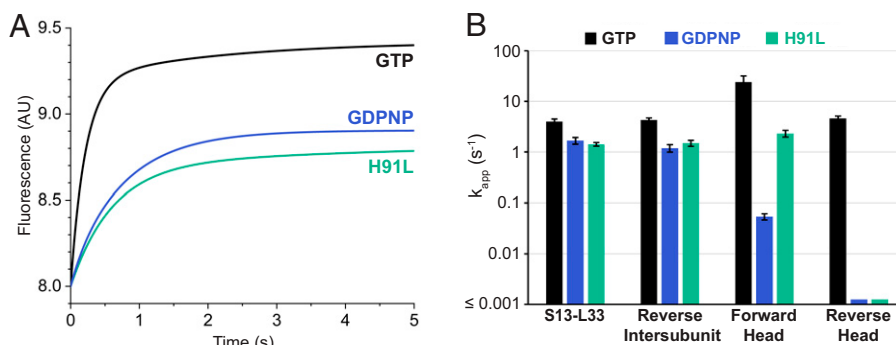 A
Fluorescence (AU)
9.5
9.0
8.5
8.0
GTP
GDPNP
H91L
0
1
2
3
4
5
Time (s)
B
GTP
GDPNP
H91L
kapp (s-1)
100
10
1
0.1
0.01
≤ 0.001
S13-L33
Reverse
Intersubunit
Forward
Head
Reverse
Head